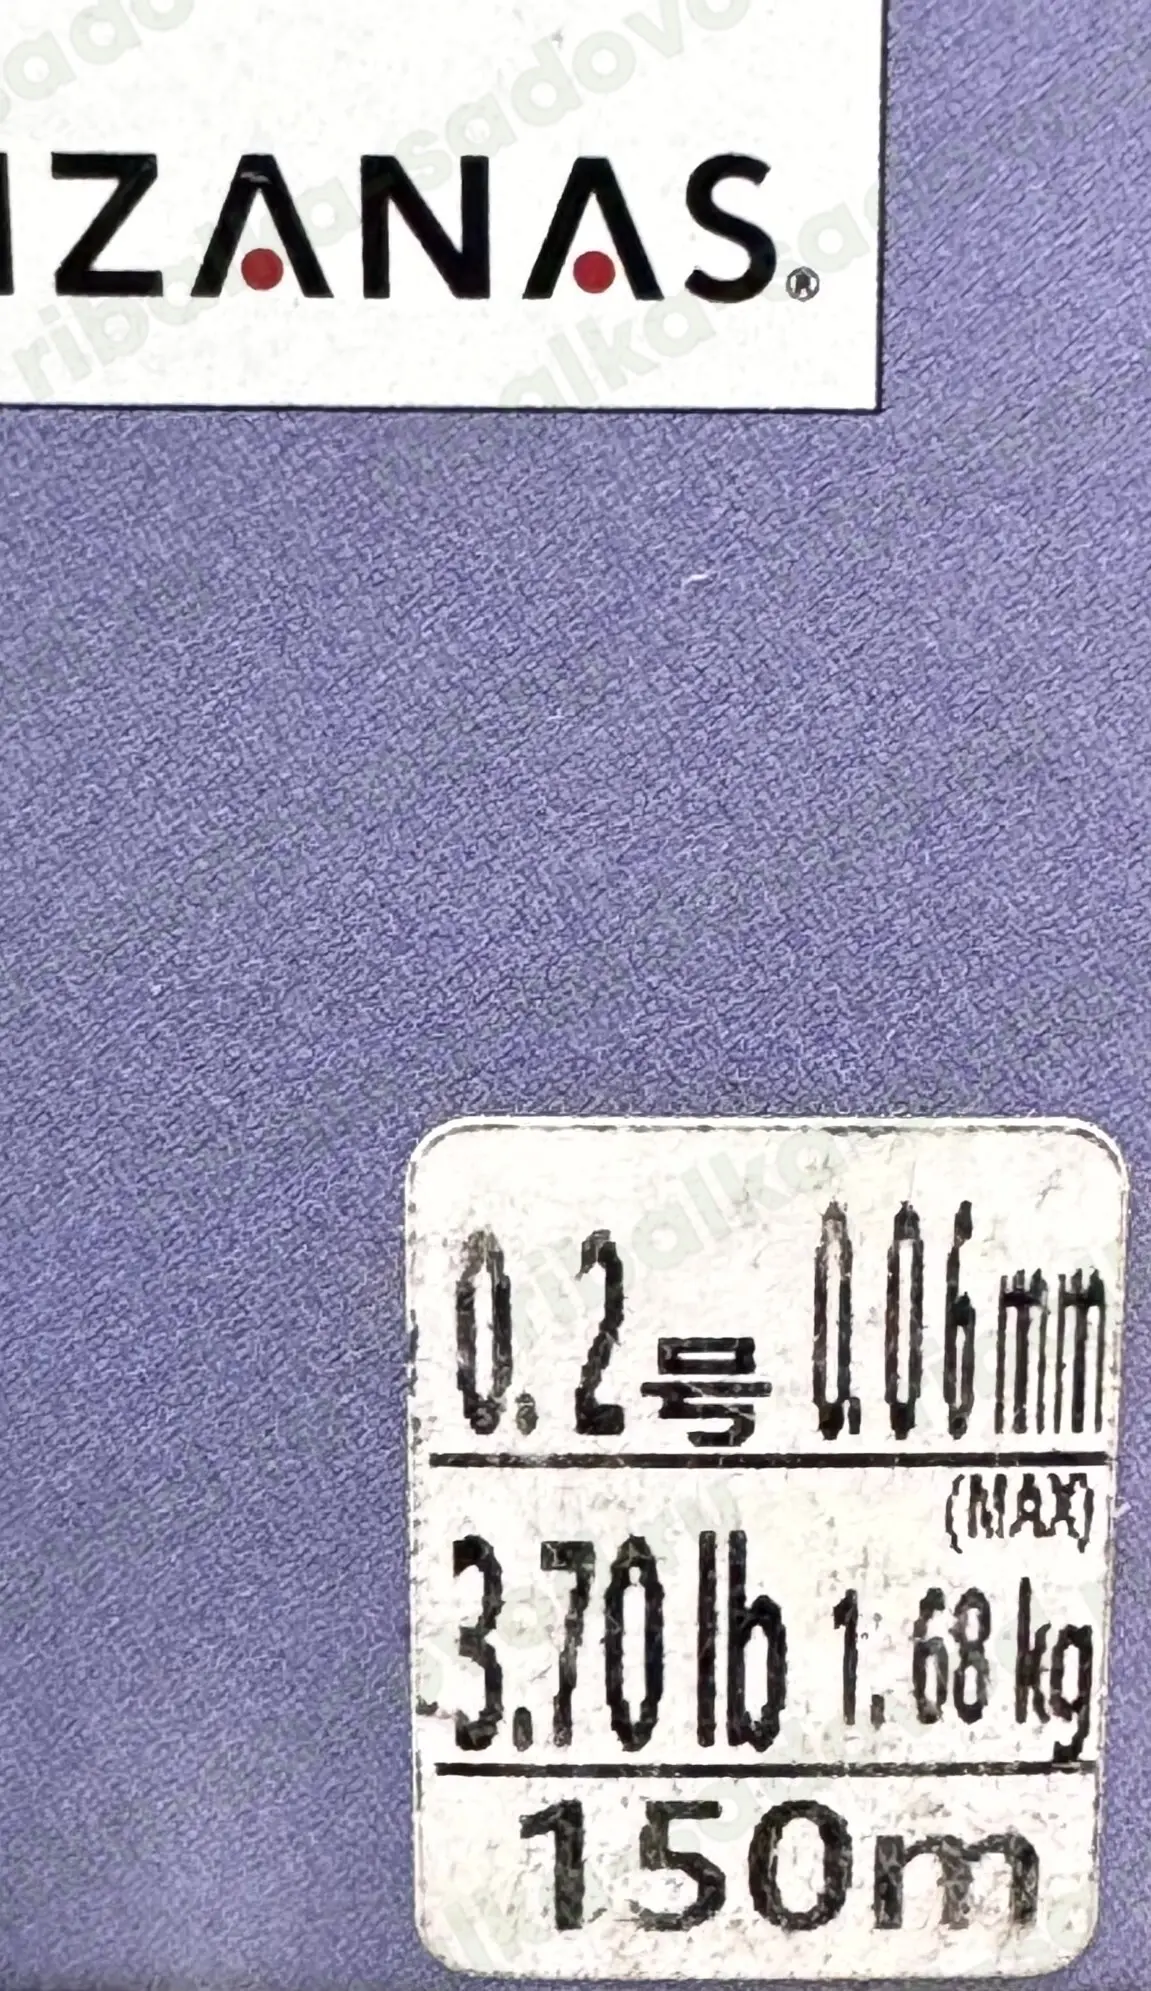 IZANAS®
0.2号 0.06mm
(MAX)
3.70lb 1.68kg
150m